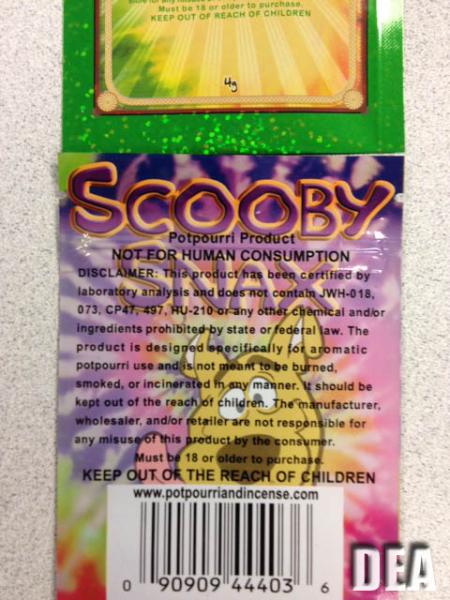 Must be 18 or older to purchase.
KEEP OUT OF REACH OF CHILDREN
4g
SCOOBY
SNAX
Potpourri Product
NOT FOR HUMAN CONSUMPTION
DISCLAIMER: This product has been certified by
laboratory analysis and does not contain JWH-018,
073, CP47, 497, HU-210 or any other chemical and/or
ingredients prohibited by state or federal law. The
product is designed specifically for aromatic
potpourri use and is not meant to be burned,
smoked, or incinerated in any manner. It should be
kept out of the reach of children. The manufacturer,
wholesaler, and/or retailer are not responsible for
any misuse of this product by the consumer.
Must be 18 or older to purchase.
KEEP OUT OF THE REACH OF CHILDREN
www.potpourriandincense.com
0 90909 44403 6
DEA